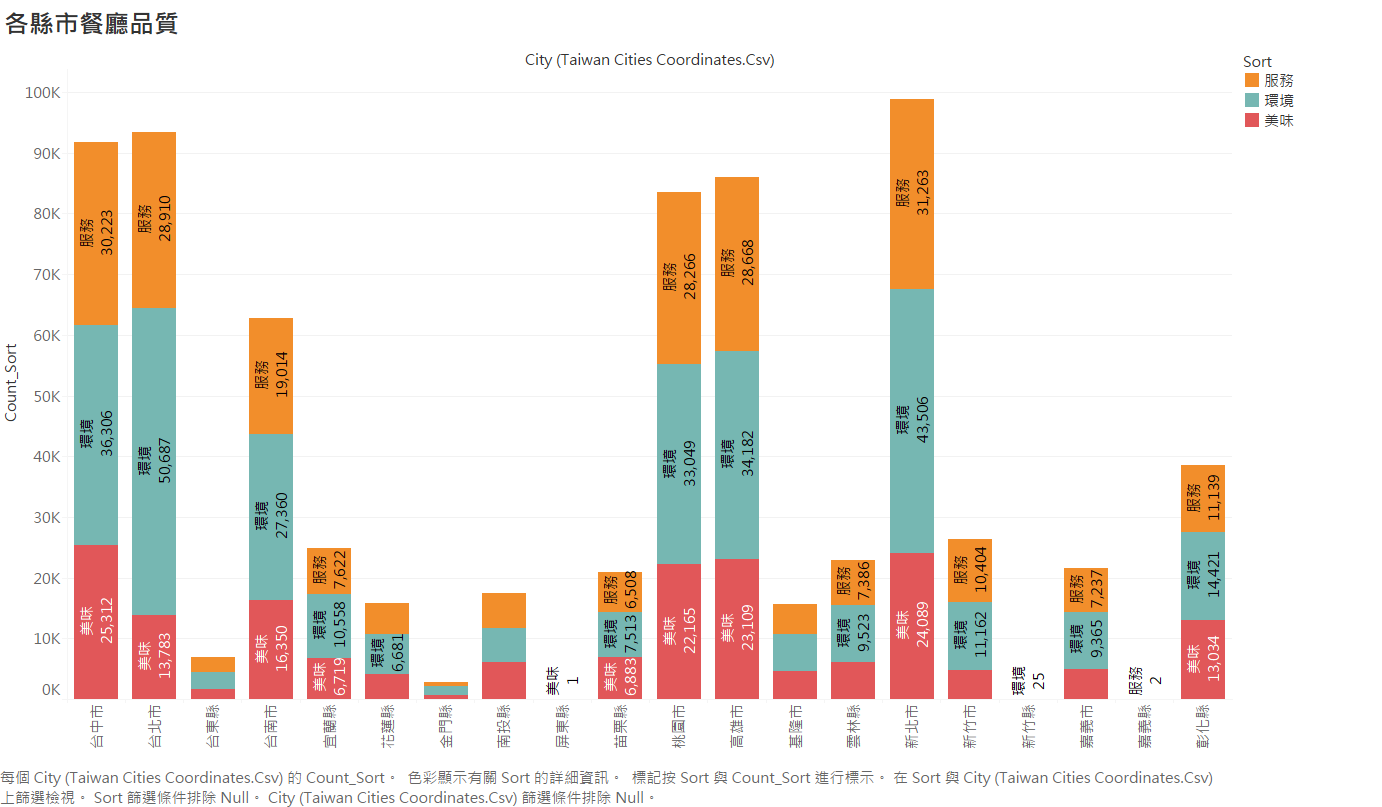 各縣市餐廳品質
City (Taiwan Cities Coordinates.Csv)
Sort
服務
環境
美味
Count_Sort
100K
90K
80K
70K
60K
50K
40K
30K
20K
10K
0K
服務
30,223
環境
36,306
美味
25,312
服務
28,910
環境
50,687
美味
13,783
服務
19,014
環境
27,360
美味
16,350
服務
7,622
環境
10,558
美味
6,719
環境
6,681
美味
1
服務
6,508
環境
7,513
美味
6,883
服務
28,266
環境
33,049
美味
22,165
服務
28,668
環境
34,182
美味
23,109
服務
7,386
環境
9,523
服務
31,263
環境
43,506
美味
24,089
服務
10,404
環境
11,162
環境
25
服務
7,237
環境
9,365
服務
2
服務
11,139
環境
14,421
美味
13,034
台中市
台北市
台東縣
台南市
宜蘭縣
花蓮縣
金門縣
南投縣
屏東縣
苗栗縣
桃園市
高雄市
基隆市
雲林縣
新北市
新竹市
新竹縣
嘉義市
嘉義縣
彰化縣
每個 City (Taiwan Cities Coordinates.Csv) 的 Count_Sort。 色彩顯示有關 Sort 的詳細資訊。 標記按 Sort 與 Count_Sort 進行標示。 在 Sort 與 City (Taiwan Cities Coordinates.Csv)
上篩選檢視。 Sort 篩選條件排除 Null。 City (Taiwan Cities Coordinates.Csv) 篩選條件排除 Null。